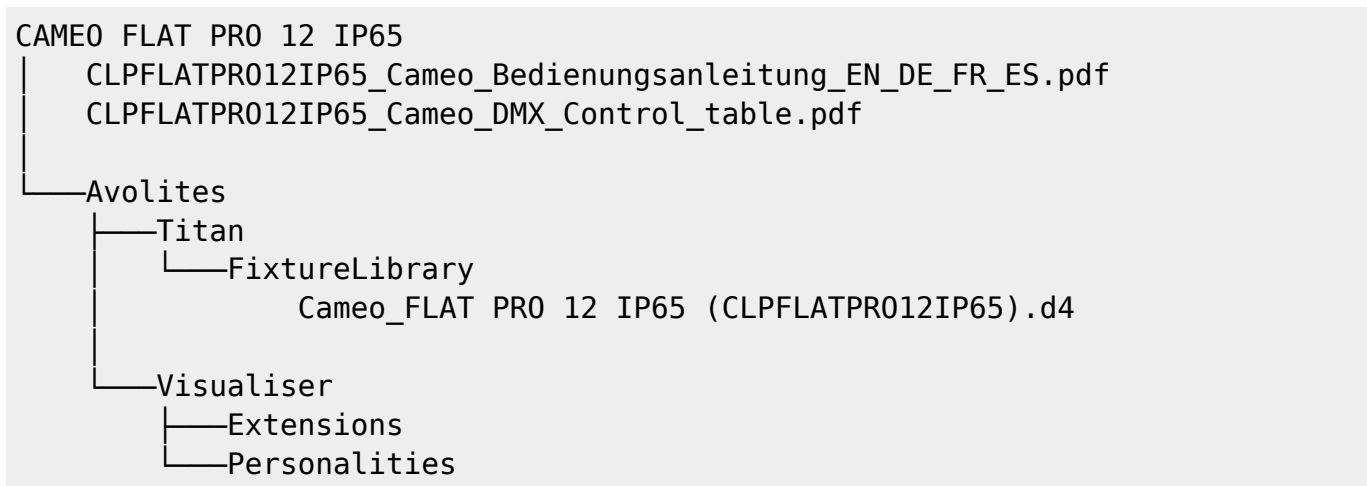 CAMEO FLAT PRO 12 IP65
│   CLPFLATPRO12IP65_Cameo_Bedienungsanleitung_EN_DE_FR_ES.pdf
│   CLPFLATPRO12IP65_Cameo_DMX_Control_table.pdf
│
└───Avolites
    ├───Titan
    │   └───FixtureLibrary
    │           Cameo_FLAT PRO 12 IP65 (CLPFLATPRO12IP65).d4
    │
    └───Visualiser
        ├───Extensions
        └───Personalities